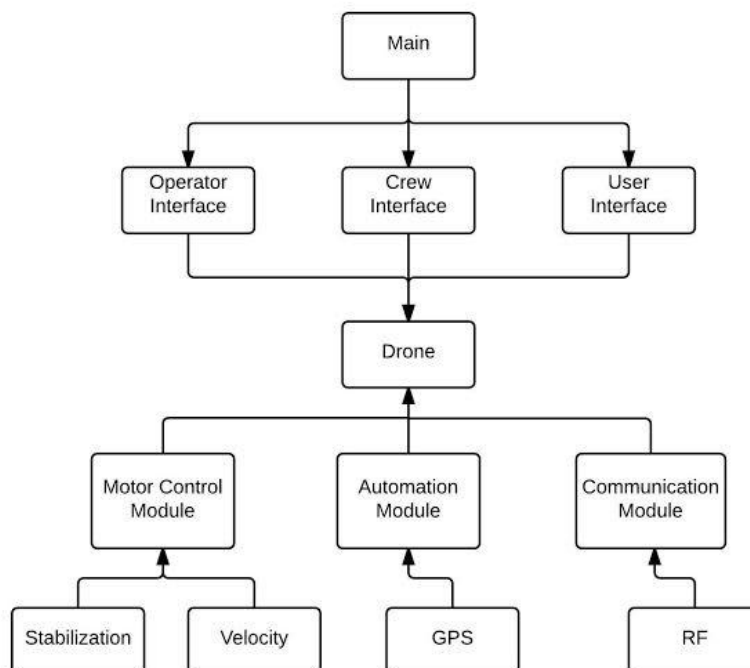 Main
Operator
Interface
Crew
Interface
User
Interface
Drone
Motor Control
Module
Automation
Module
Communication
Module
Stabilization
Velocity
GPS
RF